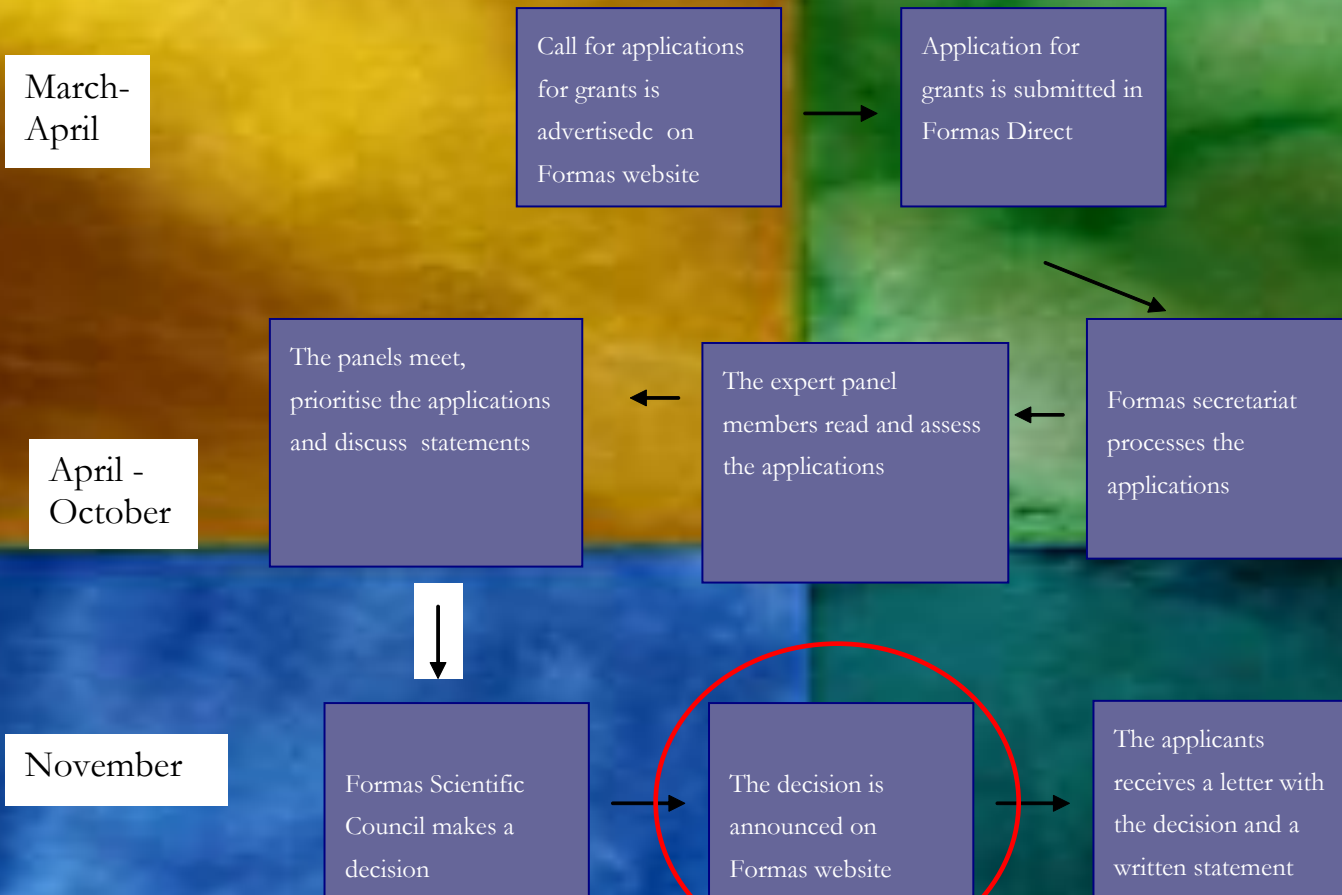 March-
April
Call for applications
for grants is
advertisedc on
Formas website
Application for
grants is submitted in
Formas Direct
April -
October
The panels meet,
prioritise the applications
and discuss statements
The expert panel
members read and assess
the applications
Formas secretariat
processes the
applications
November
Formas Scientific
Council makes a
decision
The decision is
announced on
Formas website
The applicants
receives a letter with
the decision and a
written statement